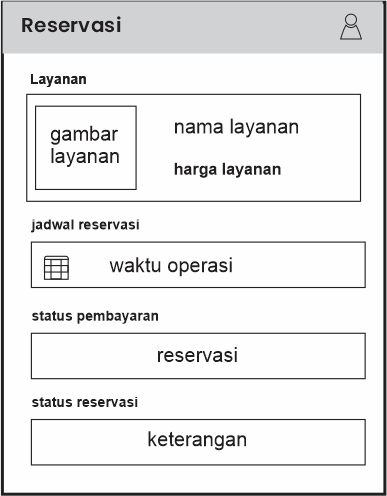 Reservasi
Layanan
gambar
layanan
nama layanan
harga layanan
jadwal reservasi
waktu operasi
status pembayaran
reservasi
status reservasi
keterangan